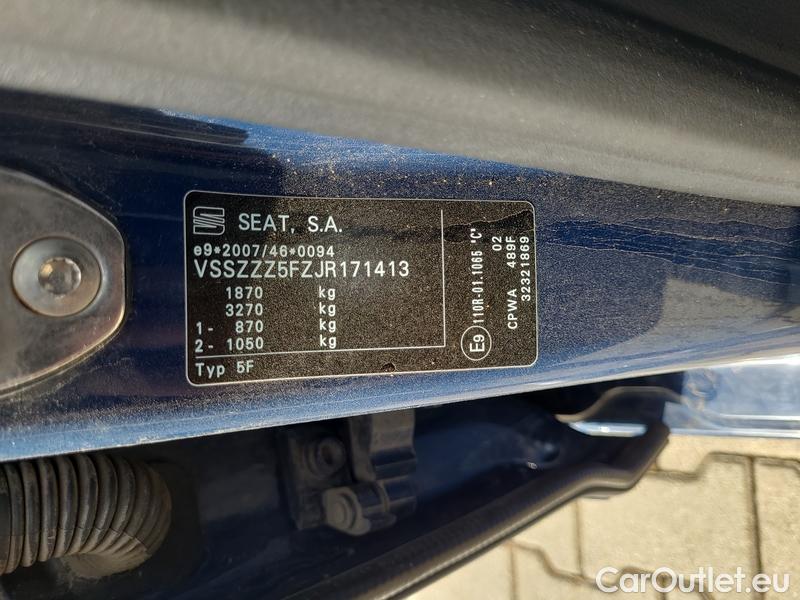 SEAT, S.A.
e9*2007/46*0094
VSSZZZ5FZJR171413
1870 kg
3270 kg
1- 870 kg
2- 1050 kg
Typ 5F
E9
110R-01.1065 "C"
02
CPWA 489F
32321869
CarOutlet.eu